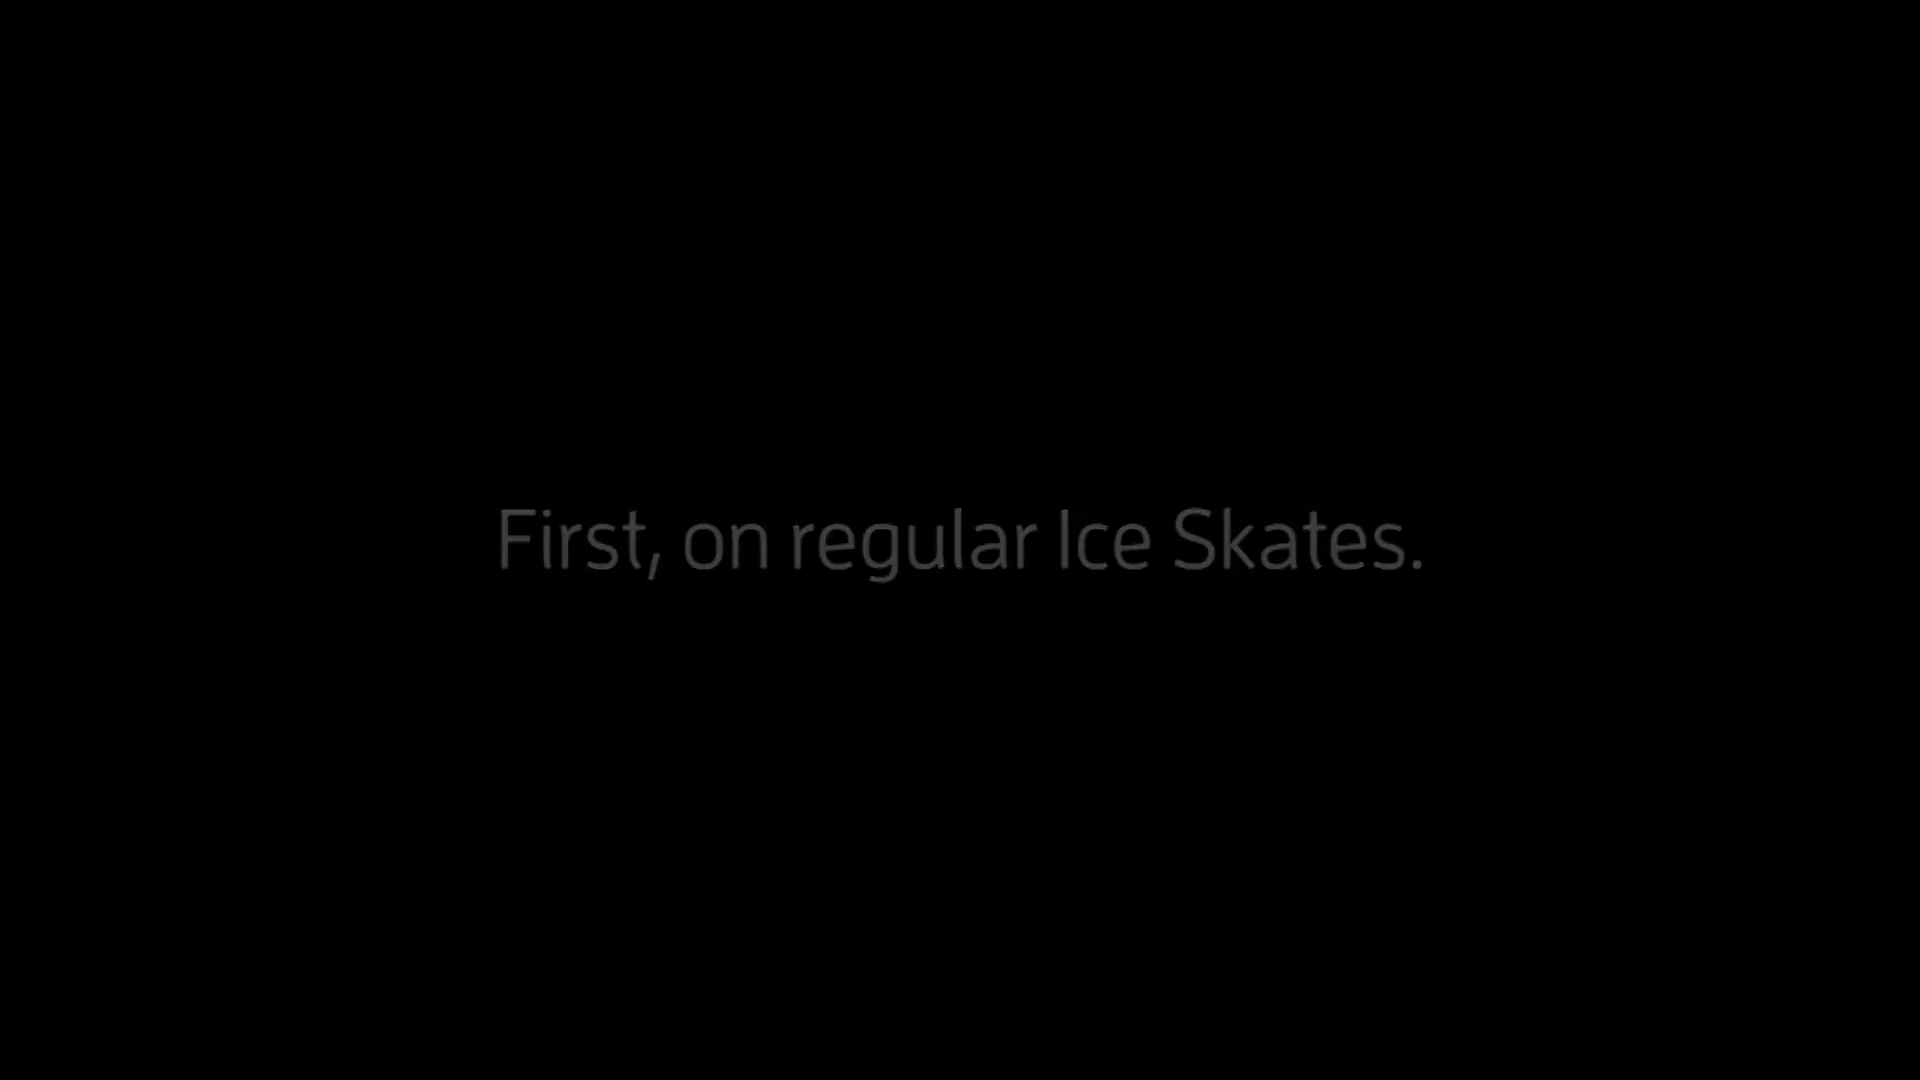 First, on regular Ice Skates.